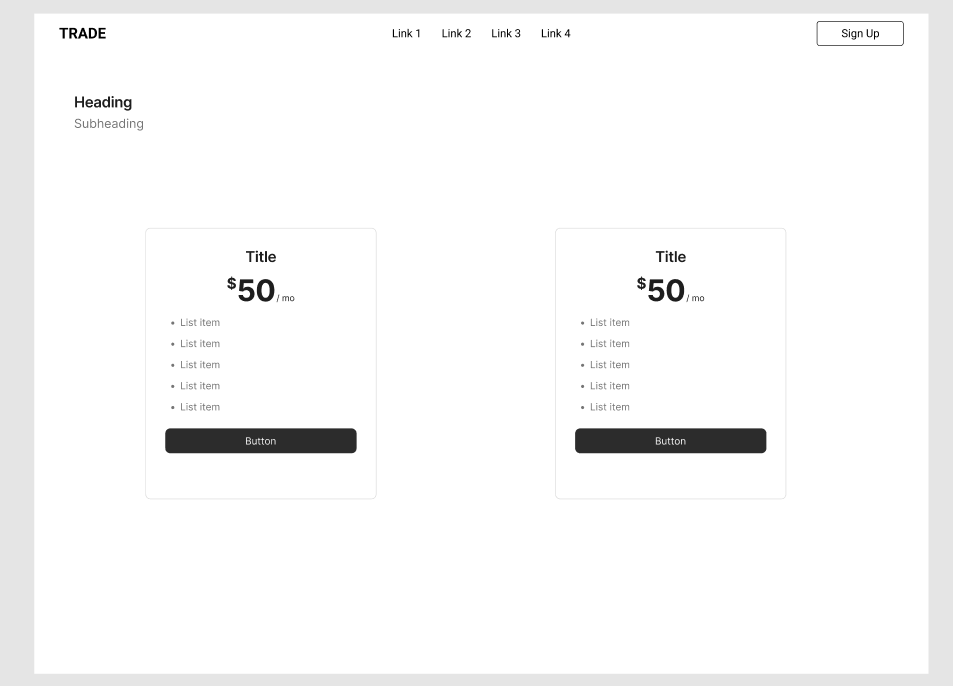 TRADE Link 1 Link 2 Link 3 Link 4 Sign Up
Heading
Subheading
Title
$50 / mo
• List item
• List item
• List item
• List item
• List item
Button
Title
$50 / mo
• List item
• List item
• List item
• List item
• List item
Button